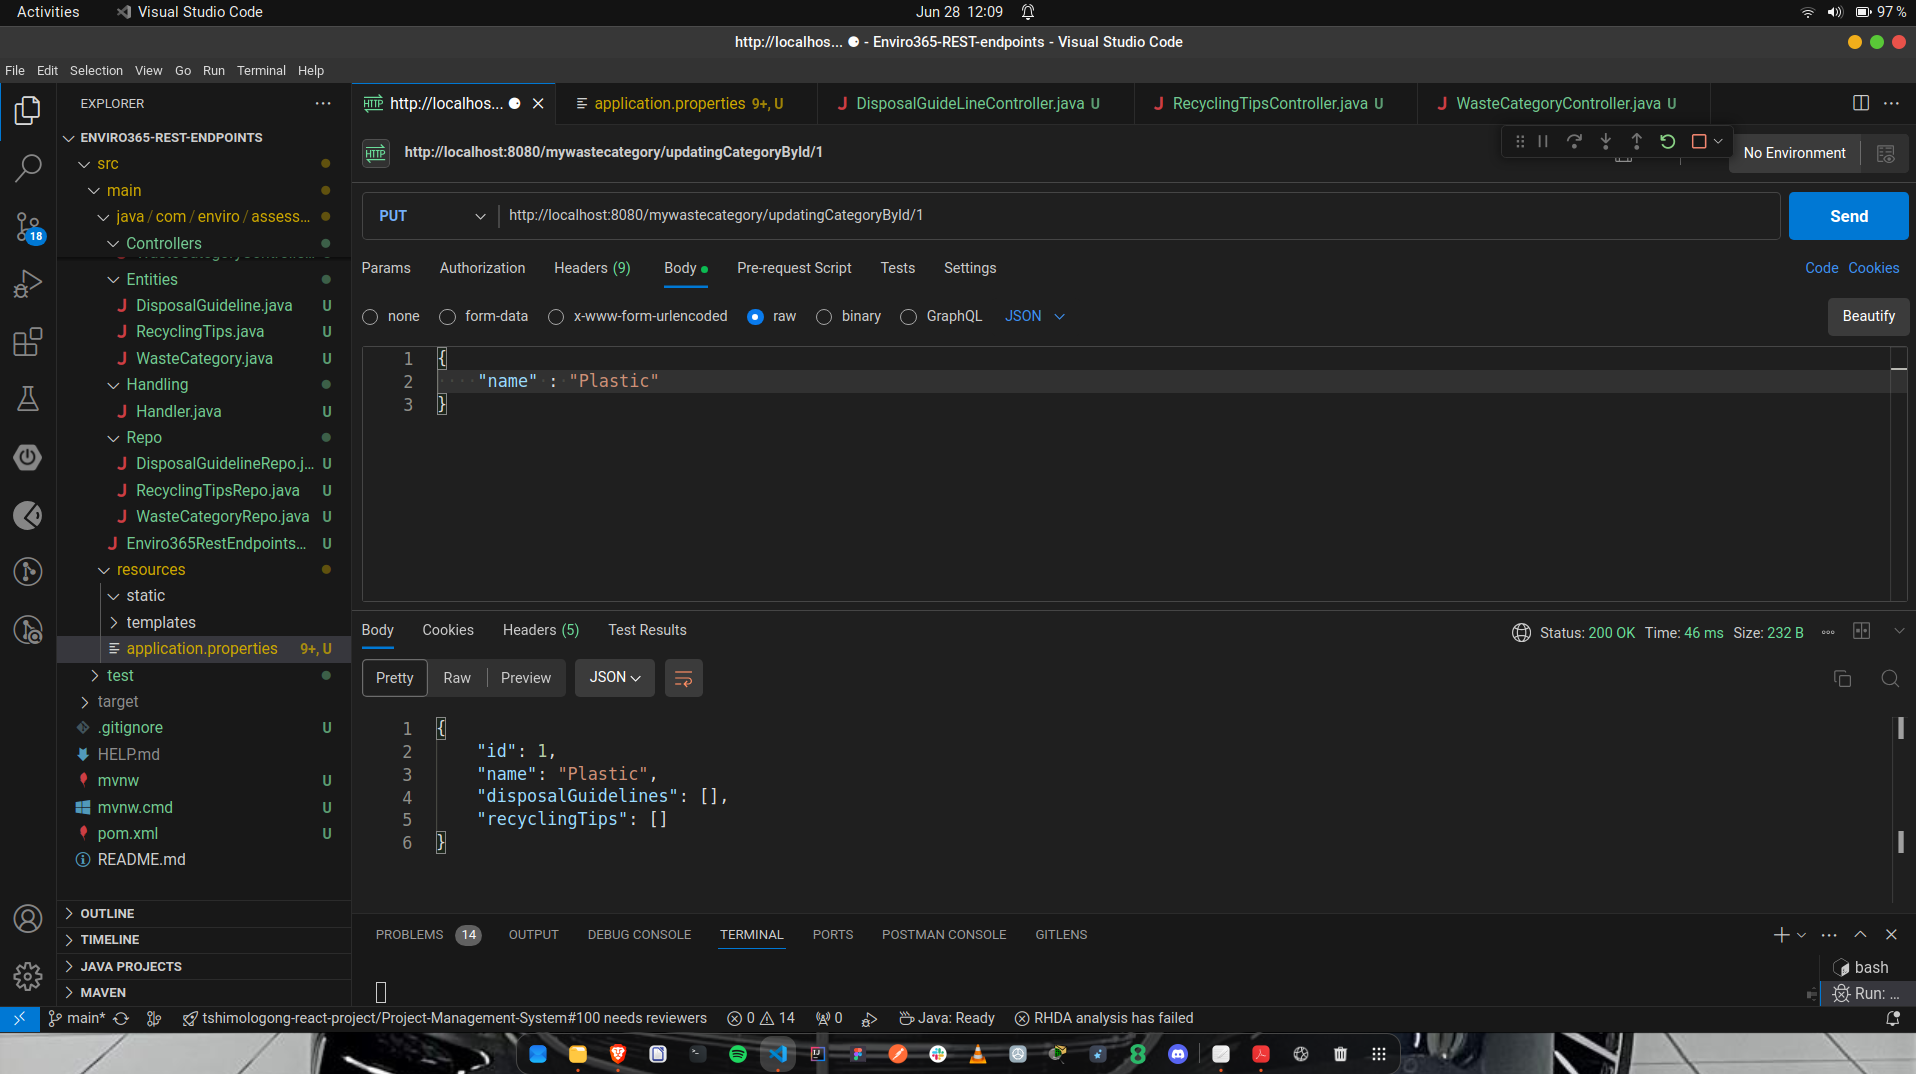 Activities Visual Studio Code Jun 28 12:09 97 %
http://localhos... ● - Enviro365-REST-endpoints - Visual Studio Code
File Edit Selection View Go Run Terminal Help
EXPLORER
ENVIRO365-REST-ENDPOINTS
src
main
java / com / enviro / assess...
Controllers
Entities
DisposalGuideline.java U
RecyclingTips.java U
WasteCategory.java U
Handling
Handler.java U
Repo
DisposalGuidelineRepo.j... U
RecyclingTipsRepo.java U
WasteCategoryRepo.java U
Enviro365RestEndpoints... U
resources
static
templates
application.properties 9+, U
test
target
.gitignore U
HELP.md
mvnw U
mvnw.cmd U
pom.xml U
README.md
OUTLINE
TIMELINE
JAVA PROJECTS
MAVEN
18
HTTP http://localhos... application.properties 9+, U DisposalGuideLineController.java U RecyclingTipsController.java U WasteCategoryController.java U
HTTP http://localhost:8080/mywastecategory/updatingCategoryById/1 No Environment
PUT http://localhost:8080/mywastecategory/updatingCategoryById/1 Send
Params Authorization Headers (9) Body Pre-request Script Tests Settings Code Cookies
none form-data x-www-form-urlencoded raw binary GraphQL JSON Beautify
1 {
2 "name" : "Plastic"
3 }
Body Cookies Headers (5) Test Results Status: 200 OK Time: 46 ms Size: 232 B
Pretty Raw Preview JSON
1 {
2 "id": 1,
3 "name": "Plastic",
4 "disposalGuidelines": [],
5 "recyclingTips": []
6 }
PROBLEMS 14 OUTPUT DEBUG CONSOLE TERMINAL PORTS POSTMAN CONSOLE GITLENS
bash
Run: ...
main* tshimologong-react-project/Project-Management-System#100 needs reviewers 0 14 0 Java: Ready RHDA analysis has failed